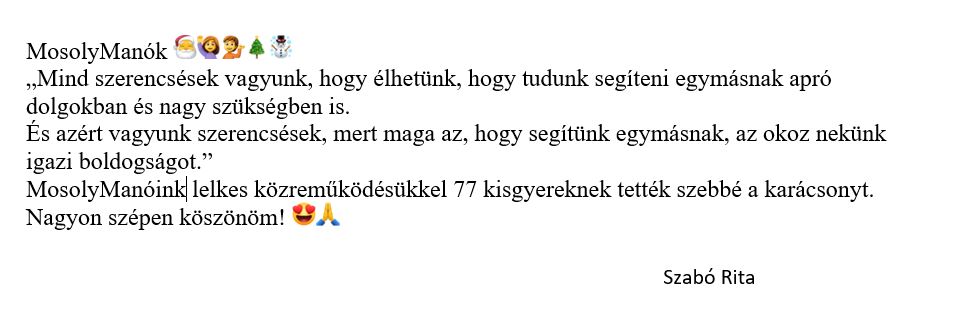 MosolyManók 🎅🙋‍♀️💁🎄☃️
„Mind szerencsések vagyunk, hogy élhetünk, hogy tudunk segíteni egymásnak apró
dolgokban és nagy szükségben is.
És azért vagyunk szerencsések, mert maga az, hogy segítünk egymásnak, az okoz nekünk
igazi boldogságot.”
MosolyManóink lelkes közreműködésükkel 77 kisgyereknek tették szebbé a karácsonyt.
Nagyon szépen köszönöm! 😍🙏
Szabó Rita